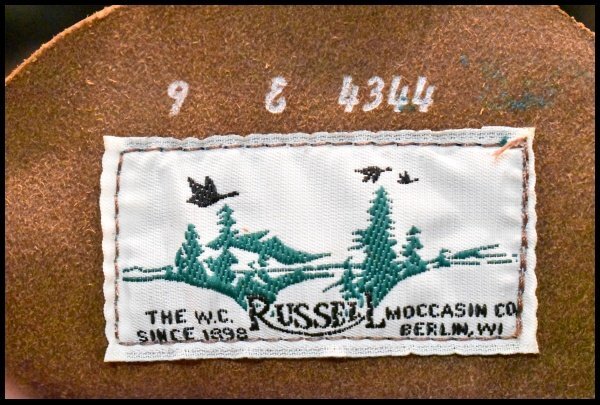 9 E 4344
THE W.C. RUSSELL MOCCASIN CO
SINCE 1898 BERLIN, WI